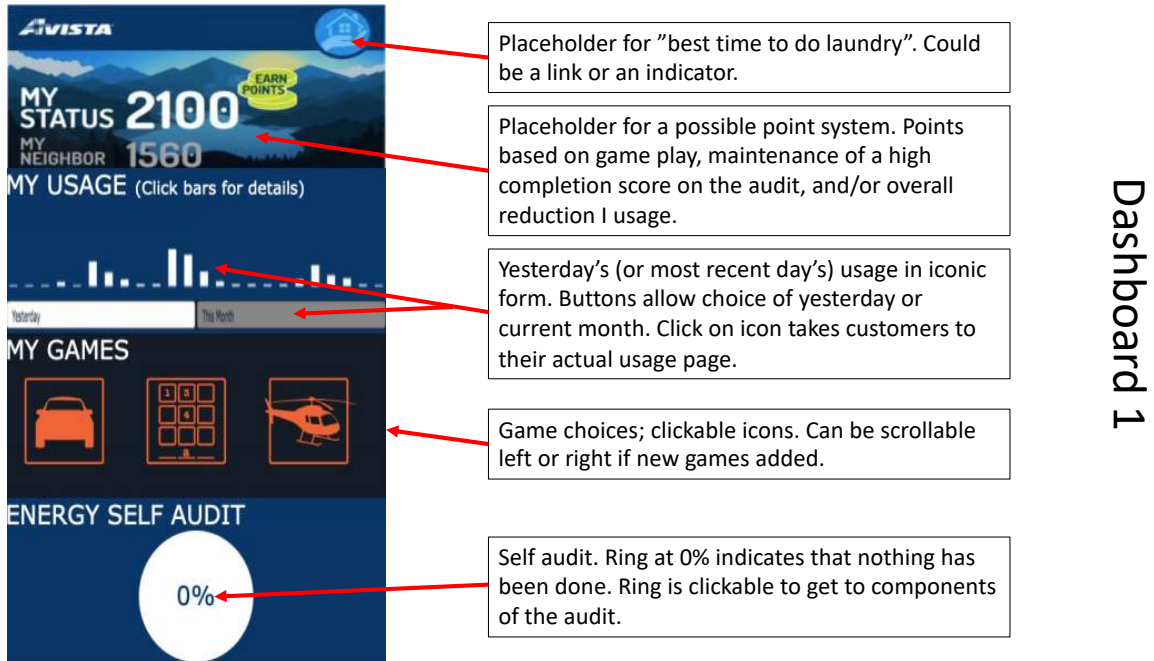 AVISTA
EARN
POINTS
MY
STATUS 2100
MY
NEIGHBOR 1560
MY USAGE (Click bars for details)
Yesterday
This Month
MY GAMES
1 3
4
2
ENERGY SELF AUDIT
0%
Placeholder for ”best time to do laundry”. Could
be a link or an indicator.
Placeholder for a possible point system. Points
based on game play, maintenance of a high
completion score on the audit, and/or overall
reduction I usage.
Yesterday’s (or most recent day’s) usage in iconic
form. Buttons allow choice of yesterday or
current month. Click on icon takes customers to
their actual usage page.
Game choices; clickable icons. Can be scrollable
left or right if new games added.
Self audit. Ring at 0% indicates that nothing has
been done. Ring is clickable to get to components
of the audit.
Dashboard 1